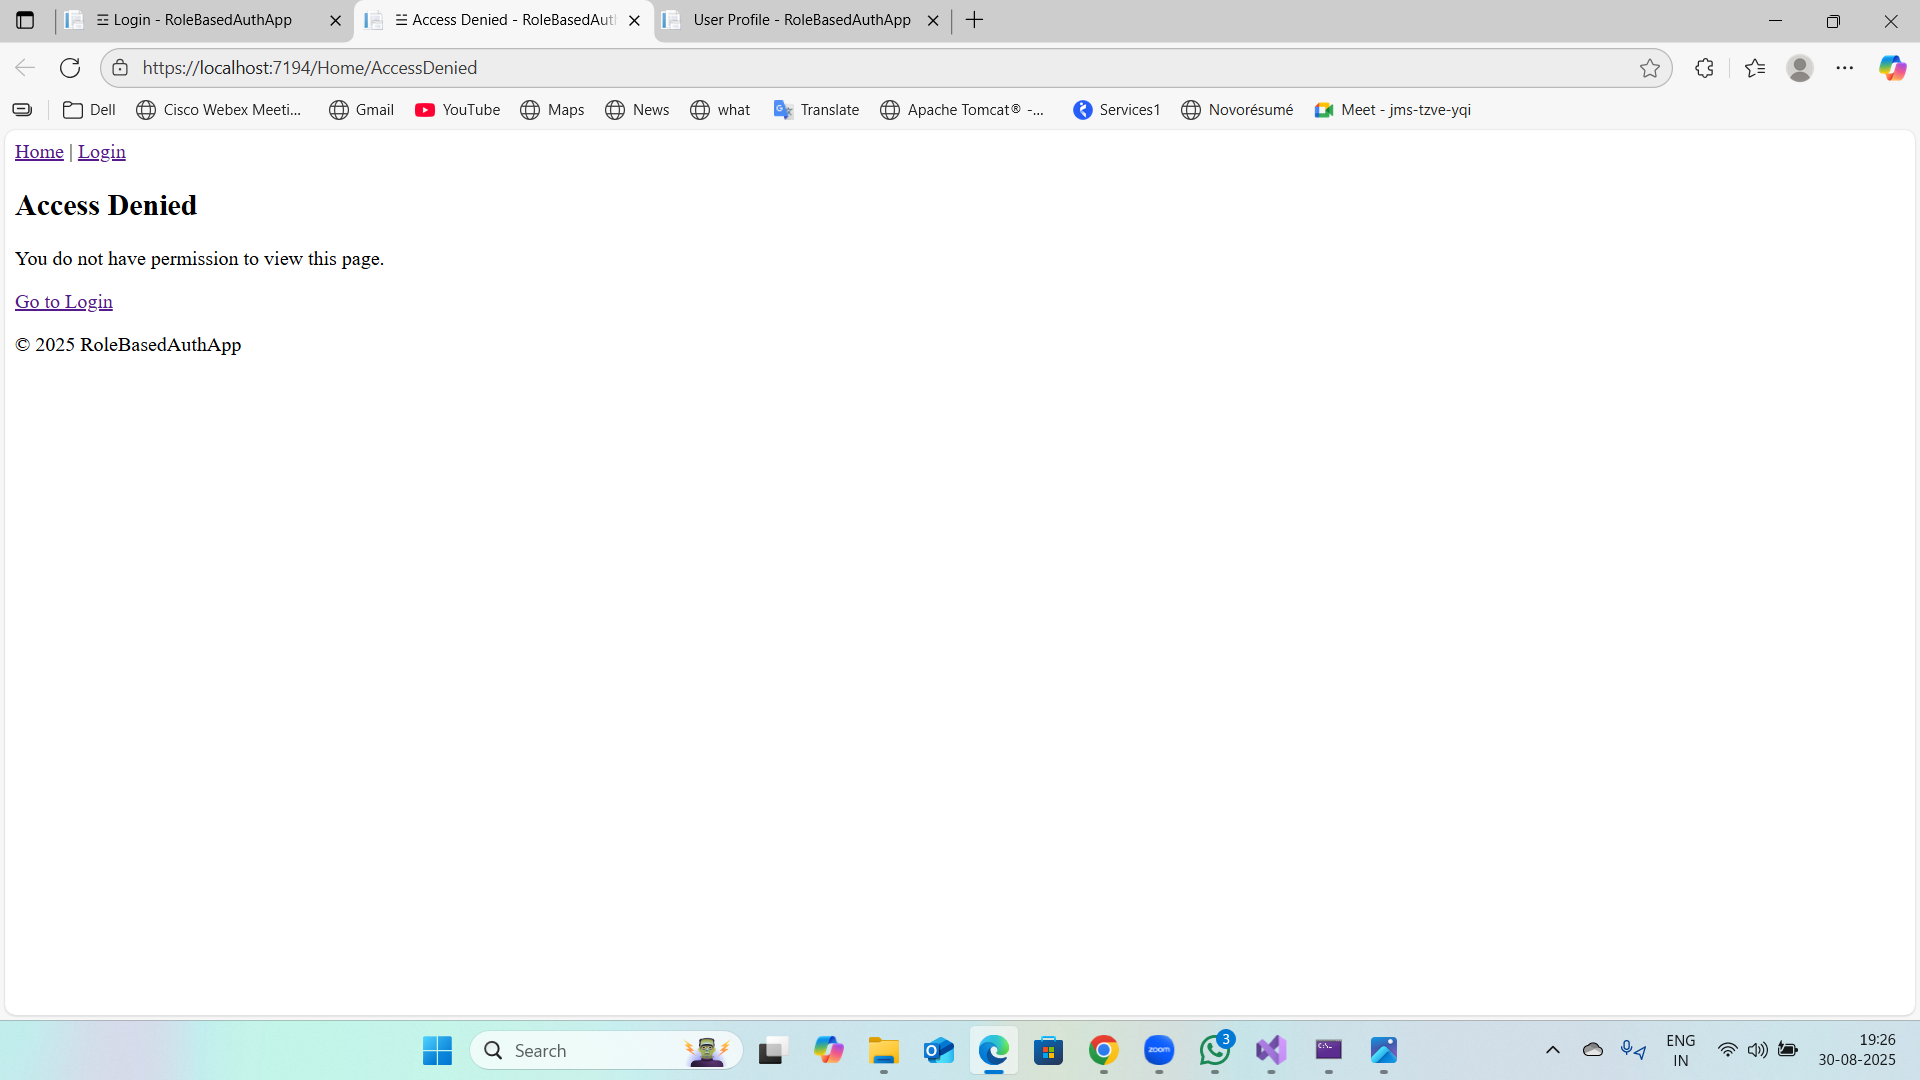 ☲ Login - RoleBasedAuthApp
☲ Access Denied - RoleBasedAut
User Profile - RoleBasedAuthApp
https://localhost:7194/Home/AccessDenied
Dell
Cisco Webex Meeti...
Gmail
YouTube
Maps
News
what
Translate
Apache Tomcat® -...
Services1
Novorésumé
Meet - jms-tzve-yqi
Home | Login
Access Denied
You do not have permission to view this page.
Go to Login
© 2025 RoleBasedAuthApp
Search
zoom
3
ENG
IN
19:26
30-08-2025